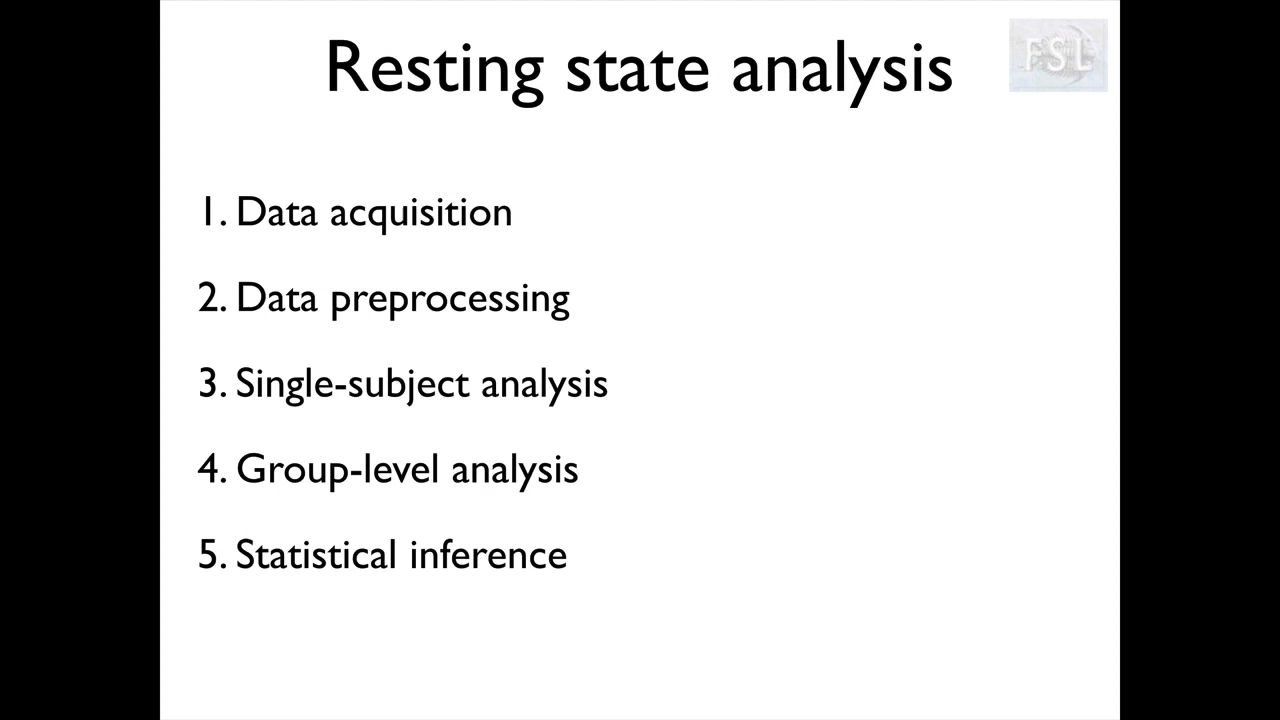 Resting state analysis
FSL
1. Data acquisition
2. Data preprocessing
3. Single-subject analysis
4. Group-level analysis
5. Statistical inference